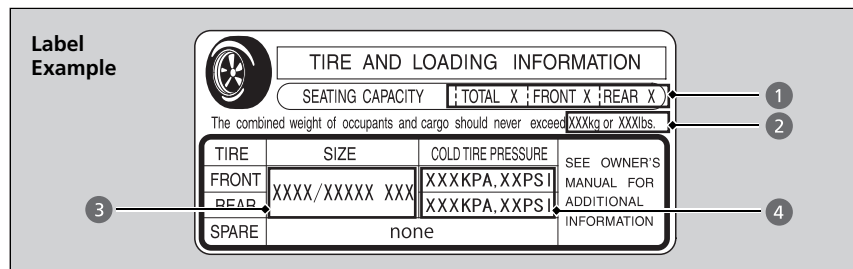 Label
Example
TIRE AND LOADING INFORMATION
SEATING CAPACITY TOTAL X FRONT X REAR X
1
The combined weight of occupants and cargo should never exceed XXXkg or XXXlbs.
2
TIRE SIZE COLD TIRE PRESSURE SEE OWNER'S MANUAL FOR ADDITIONAL INFORMATION
FRONT XXXX/XXXXX XXX XXXKPA, XXPSI
REAR XXXKPA, XXPSI
3
4
SPARE none